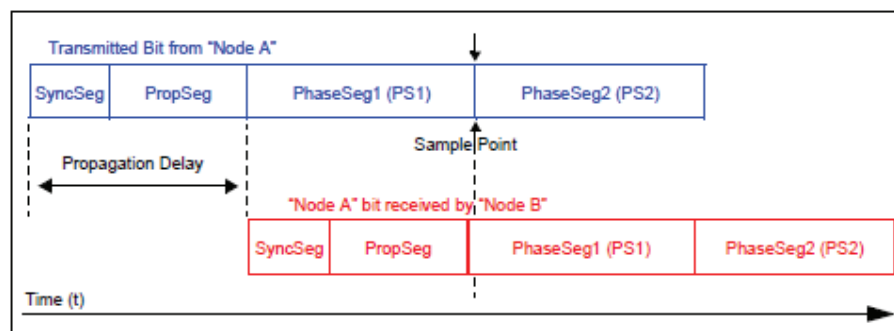 Transmitted Bit from “Node A”
SyncSeg PropSeg PhaseSeg1 (PS1) PhaseSeg2 (PS2)
Sample Point
Propagation Delay
“Node A” bit received by “Node B”
SyncSeg PropSeg PhaseSeg1 (PS1) PhaseSeg2 (PS2)
Time (t)